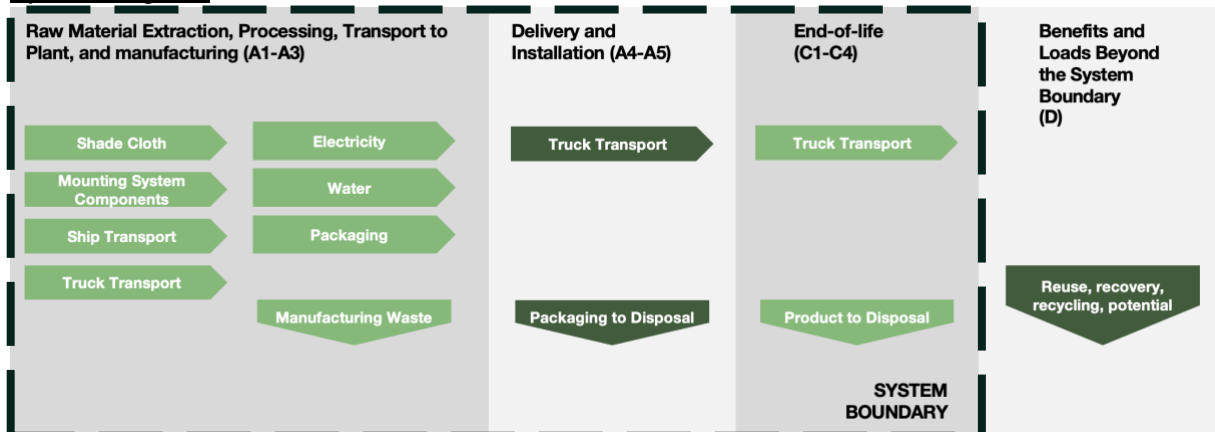 Raw Material Extraction, Processing, Transport to
Plant, and manufacturing (A1-A3)
Shade Cloth
Mounting System
Components
Ship Transport
Truck Transport
Electricity
Water
Packaging
Manufacturing Waste
Delivery and
Installation (A4-A5)
Truck Transport
Packaging to Disposal
End-of-life
(C1-C4)
Truck Transport
Product to Disposal
SYSTEM
BOUNDARY
Benefits and
Loads Beyond
the System
Boundary
(D)
Reuse, recovery,
recycling, potential